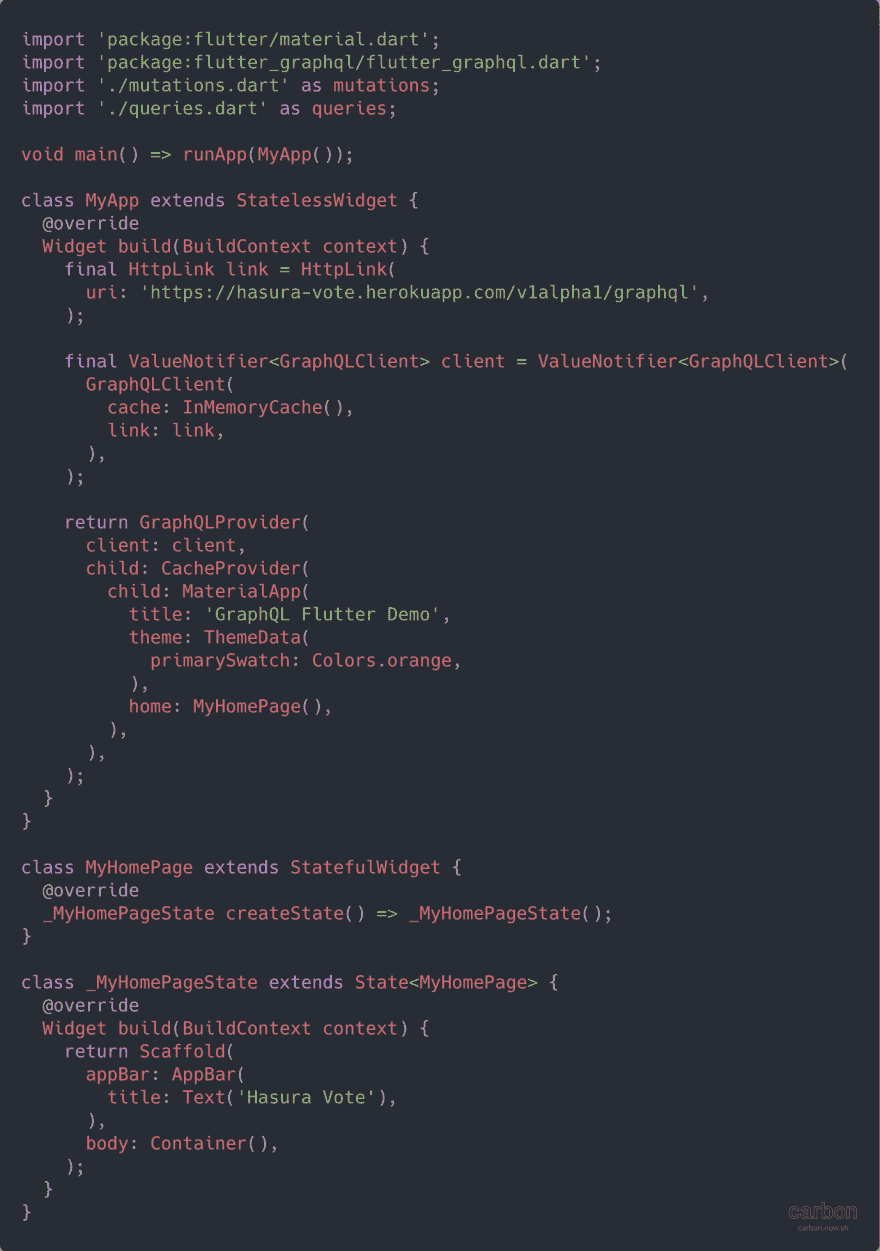 import 'package:flutter/material.dart';
import 'package:flutter_graphql/flutter_graphql.dart';
import './mutations.dart' as mutations;
import './queries.dart' as queries;

void main() => runApp(MyApp());

class MyApp extends StatelessWidget {
  @override
  Widget build(BuildContext context) {
    final HttpLink link = HttpLink(
      uri: 'https://hasura-vote.herokuapp.com/v1alpha1/graphql',
    );

    final ValueNotifier<GraphQLClient> client = ValueNotifier<GraphQLClient>(
      GraphQLClient(
        cache: InMemoryCache(),
        link: link,
      ),
    );

    return GraphQLProvider(
      client: client,
      child: CacheProvider(
        child: MaterialApp(
          title: 'GraphQL Flutter Demo',
          theme: ThemeData(
            primarySwatch: Colors.orange,
          ),
          home: MyHomePage(),
        ),
      ),
    );
  }
}

class MyHomePage extends StatefulWidget {
  @override
  _MyHomePageState createState() => _MyHomePageState();
}

class _MyHomePageState extends State<MyHomePage> {
  @override
  Widget build(BuildContext context) {
    return Scaffold(
      appBar: AppBar(
        title: Text('Hasura Vote'),
      ),
      body: Container(),
    );
  }
}
carbon
carbon.now.sh